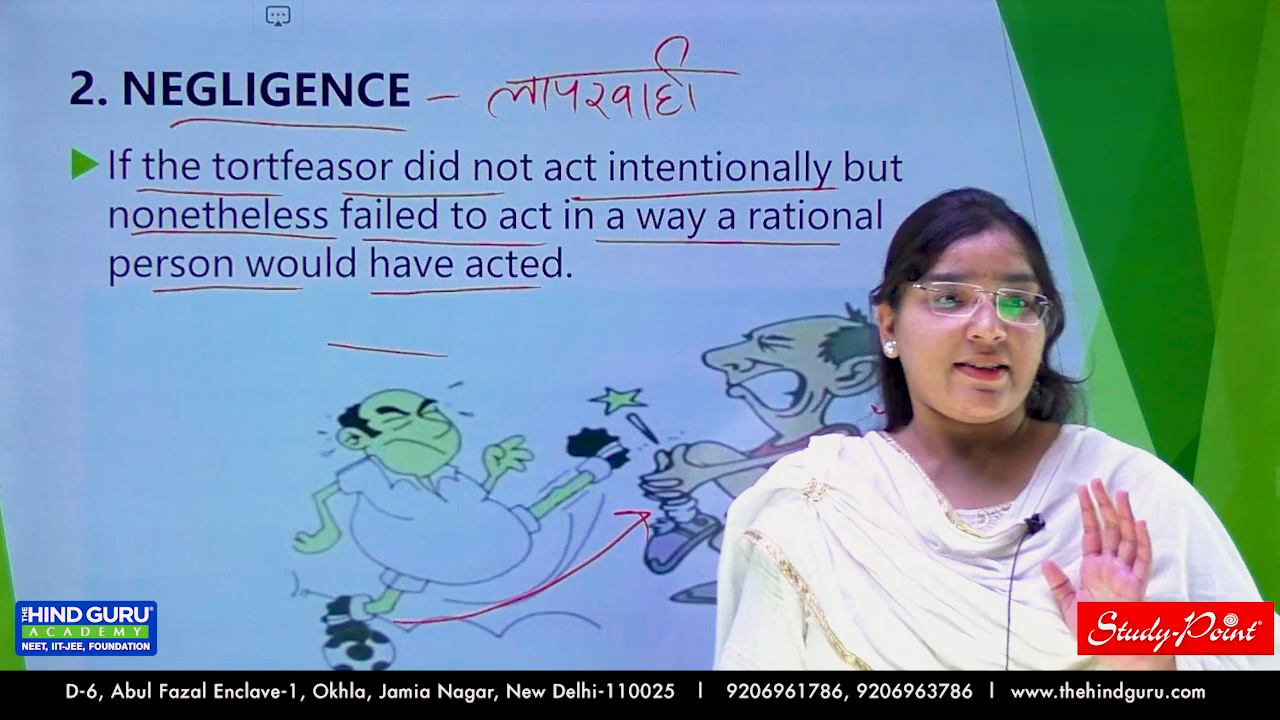 2. NEGLIGENCE - लापरवाही
If the tortfeasor did not act intentionally but
nonetheless failed to act in a way a rational
person would have acted.
THE HIND GURU®
ACADEMY
NEET, IIT-JEE, FOUNDATION
Study-Point®
D-6, Abul Fazal Enclave-1, Okhla, Jamia Nagar, New Delhi-110025 | 9206961786, 9206963786 | www.thehindguru.com